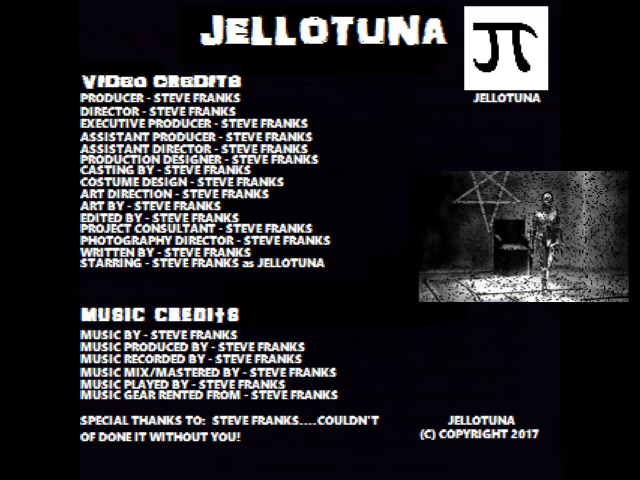 JELLOTUNA
JELLOTUNA
VIDEO CREDITS
PRODUCER - STEVE FRANKS
DIRECTOR - STEVE FRANKS
EXECUTIVE PRODUCER - STEVE FRANKS
ASSISTANT PRODUCER - STEVE FRANKS
ASSISTANT DIRECTOR - STEVE FRANKS
PRODUCTION DESIGNER - STEVE FRANKS
CASTING BY - STEVE FRANKS
COSTUME DESIGN - STEVE FRANKS
ART DIRECTION - STEVE FRANKS
ART BY - STEVE FRANKS
EDITED BY - STEVE FRANKS
PROJECT CONSULTANT - STEVE FRANKS
PHOTOGRAPHY DIRECTOR - STEVE FRANKS
WRITTEN BY - STEVE FRANKS
STARRING - STEVE FRANKS as JELLOTUNA
MUSIC CREDITS
MUSIC BY - STEVE FRANKS
MUSIC PRODUCED BY - STEVE FRANKS
MUSIC RECORDED BY - STEVE FRANKS
MUSIC MIX/MASTERED BY - STEVE FRANKS
MUSIC PLAYED BY - STEVE FRANKS
MUSIC GEAR RENTED FROM - STEVE FRANKS
SPECIAL THANKS TO: STEVE FRANKS....COULDN'T
OF DONE IT WITHOUT YOU!
JELLOTUNA
(C) COPYRIGHT 2017